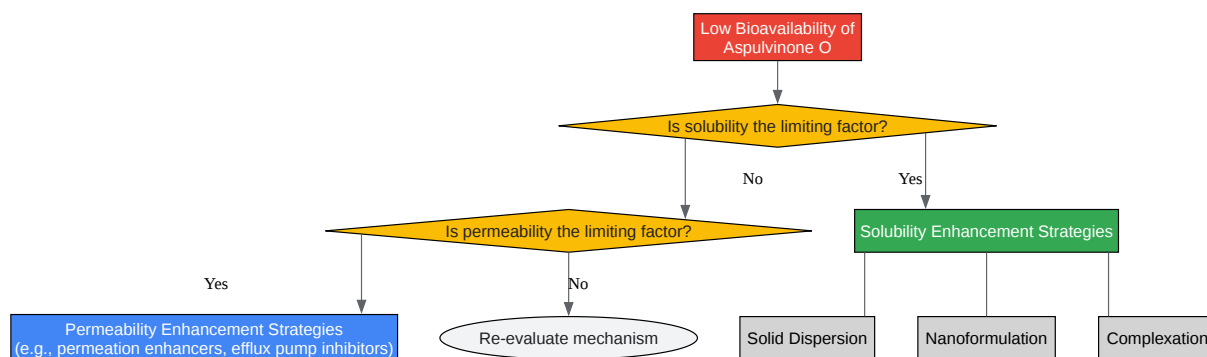 Low Bioavailability of
Aspulvinone O
Is solubility the limiting factor?
No
Yes
Is permeability the limiting factor?
Solubility Enhancement Strategies
Yes
No
Permeability Enhancement Strategies
(e.g., permeation enhancers, efflux pump inhibitors)
Re-evaluate mechanism
Solid Dispersion
Nanoformulation
Complexation